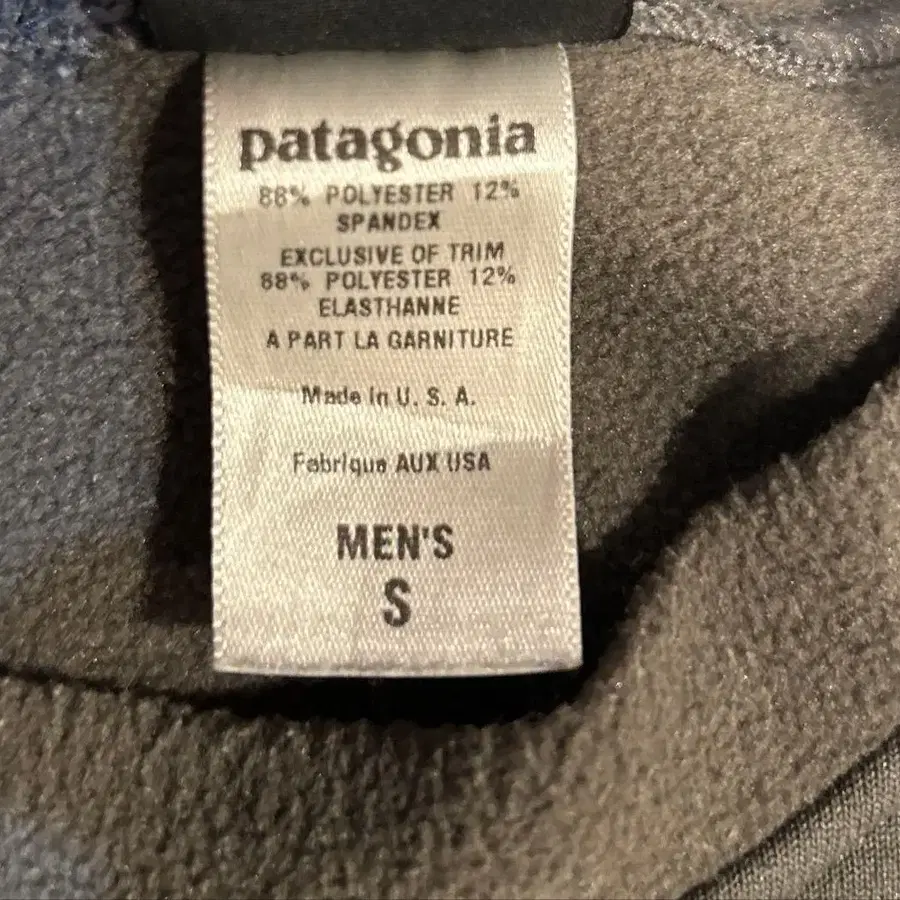 patagonia
88% POLYESTER 12%
SPANDEX
EXCLUSIVE OF TRIM
88% POLYESTER 12%
ELASTHANNE
A PART LA GARNITURE
Made in U. S. A.
Fabrique AUX USA
MEN'S
S